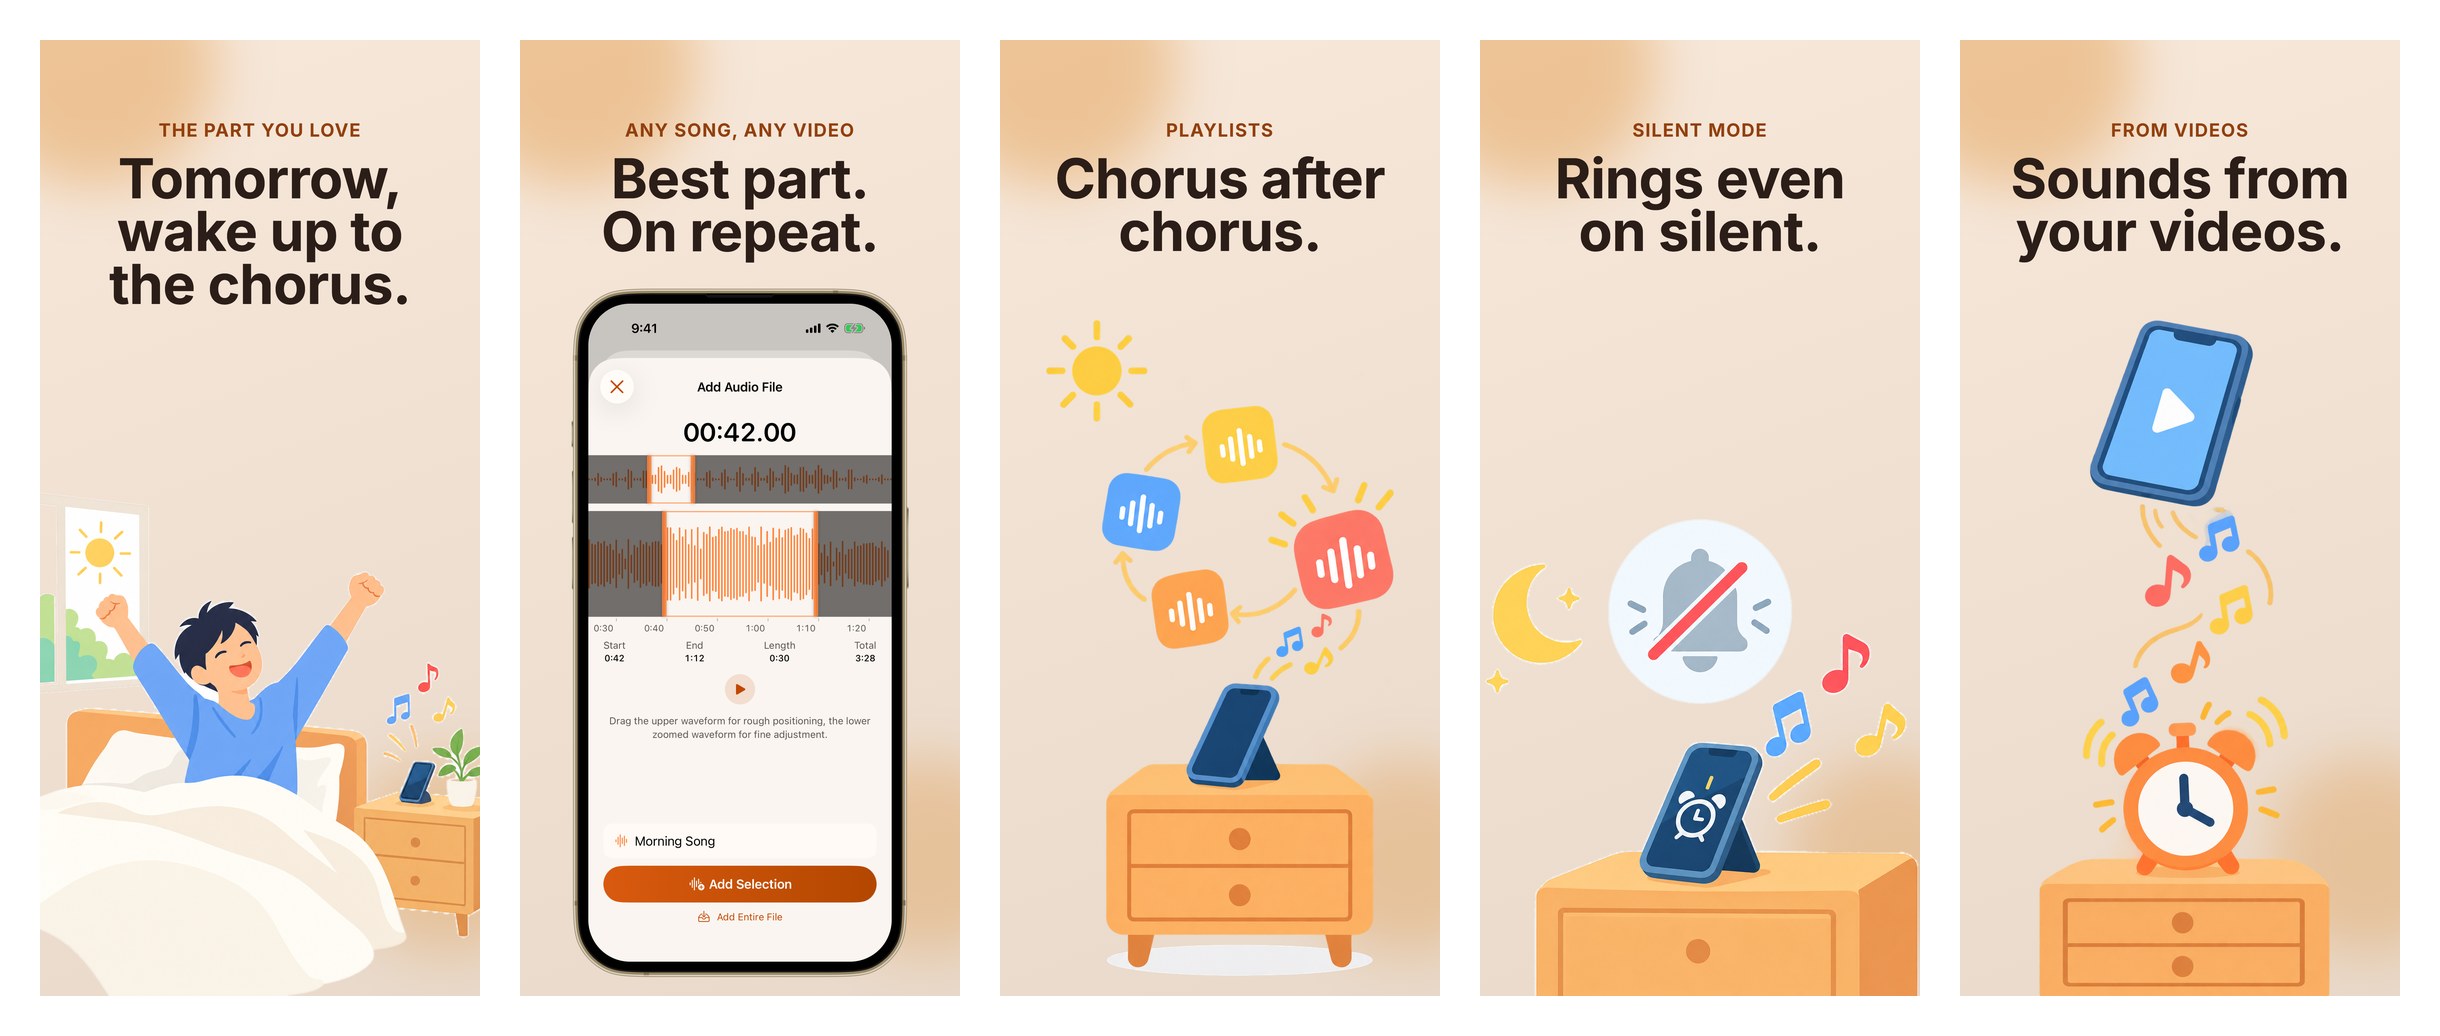 THE PART YOU LOVE
Tomorrow,
wake up to
the chorus.
ANY SONG, ANY VIDEO
Best part.
On repeat.
9:41
Add Audio File
00:42.00
0:30 0:40 0:50 1:00 1:10 1:20
Start End Length Total
0:42 1:12 0:30 3:28
Drag the upper waveform for rough positioning, the lower
zoomed waveform for fine adjustment.
Morning Song
Add Selection
Add Entire File
PLAYLISTS
Chorus after
chorus.
SILENT MODE
Rings even
on silent.
FROM VIDEOS
Sounds from
your videos.